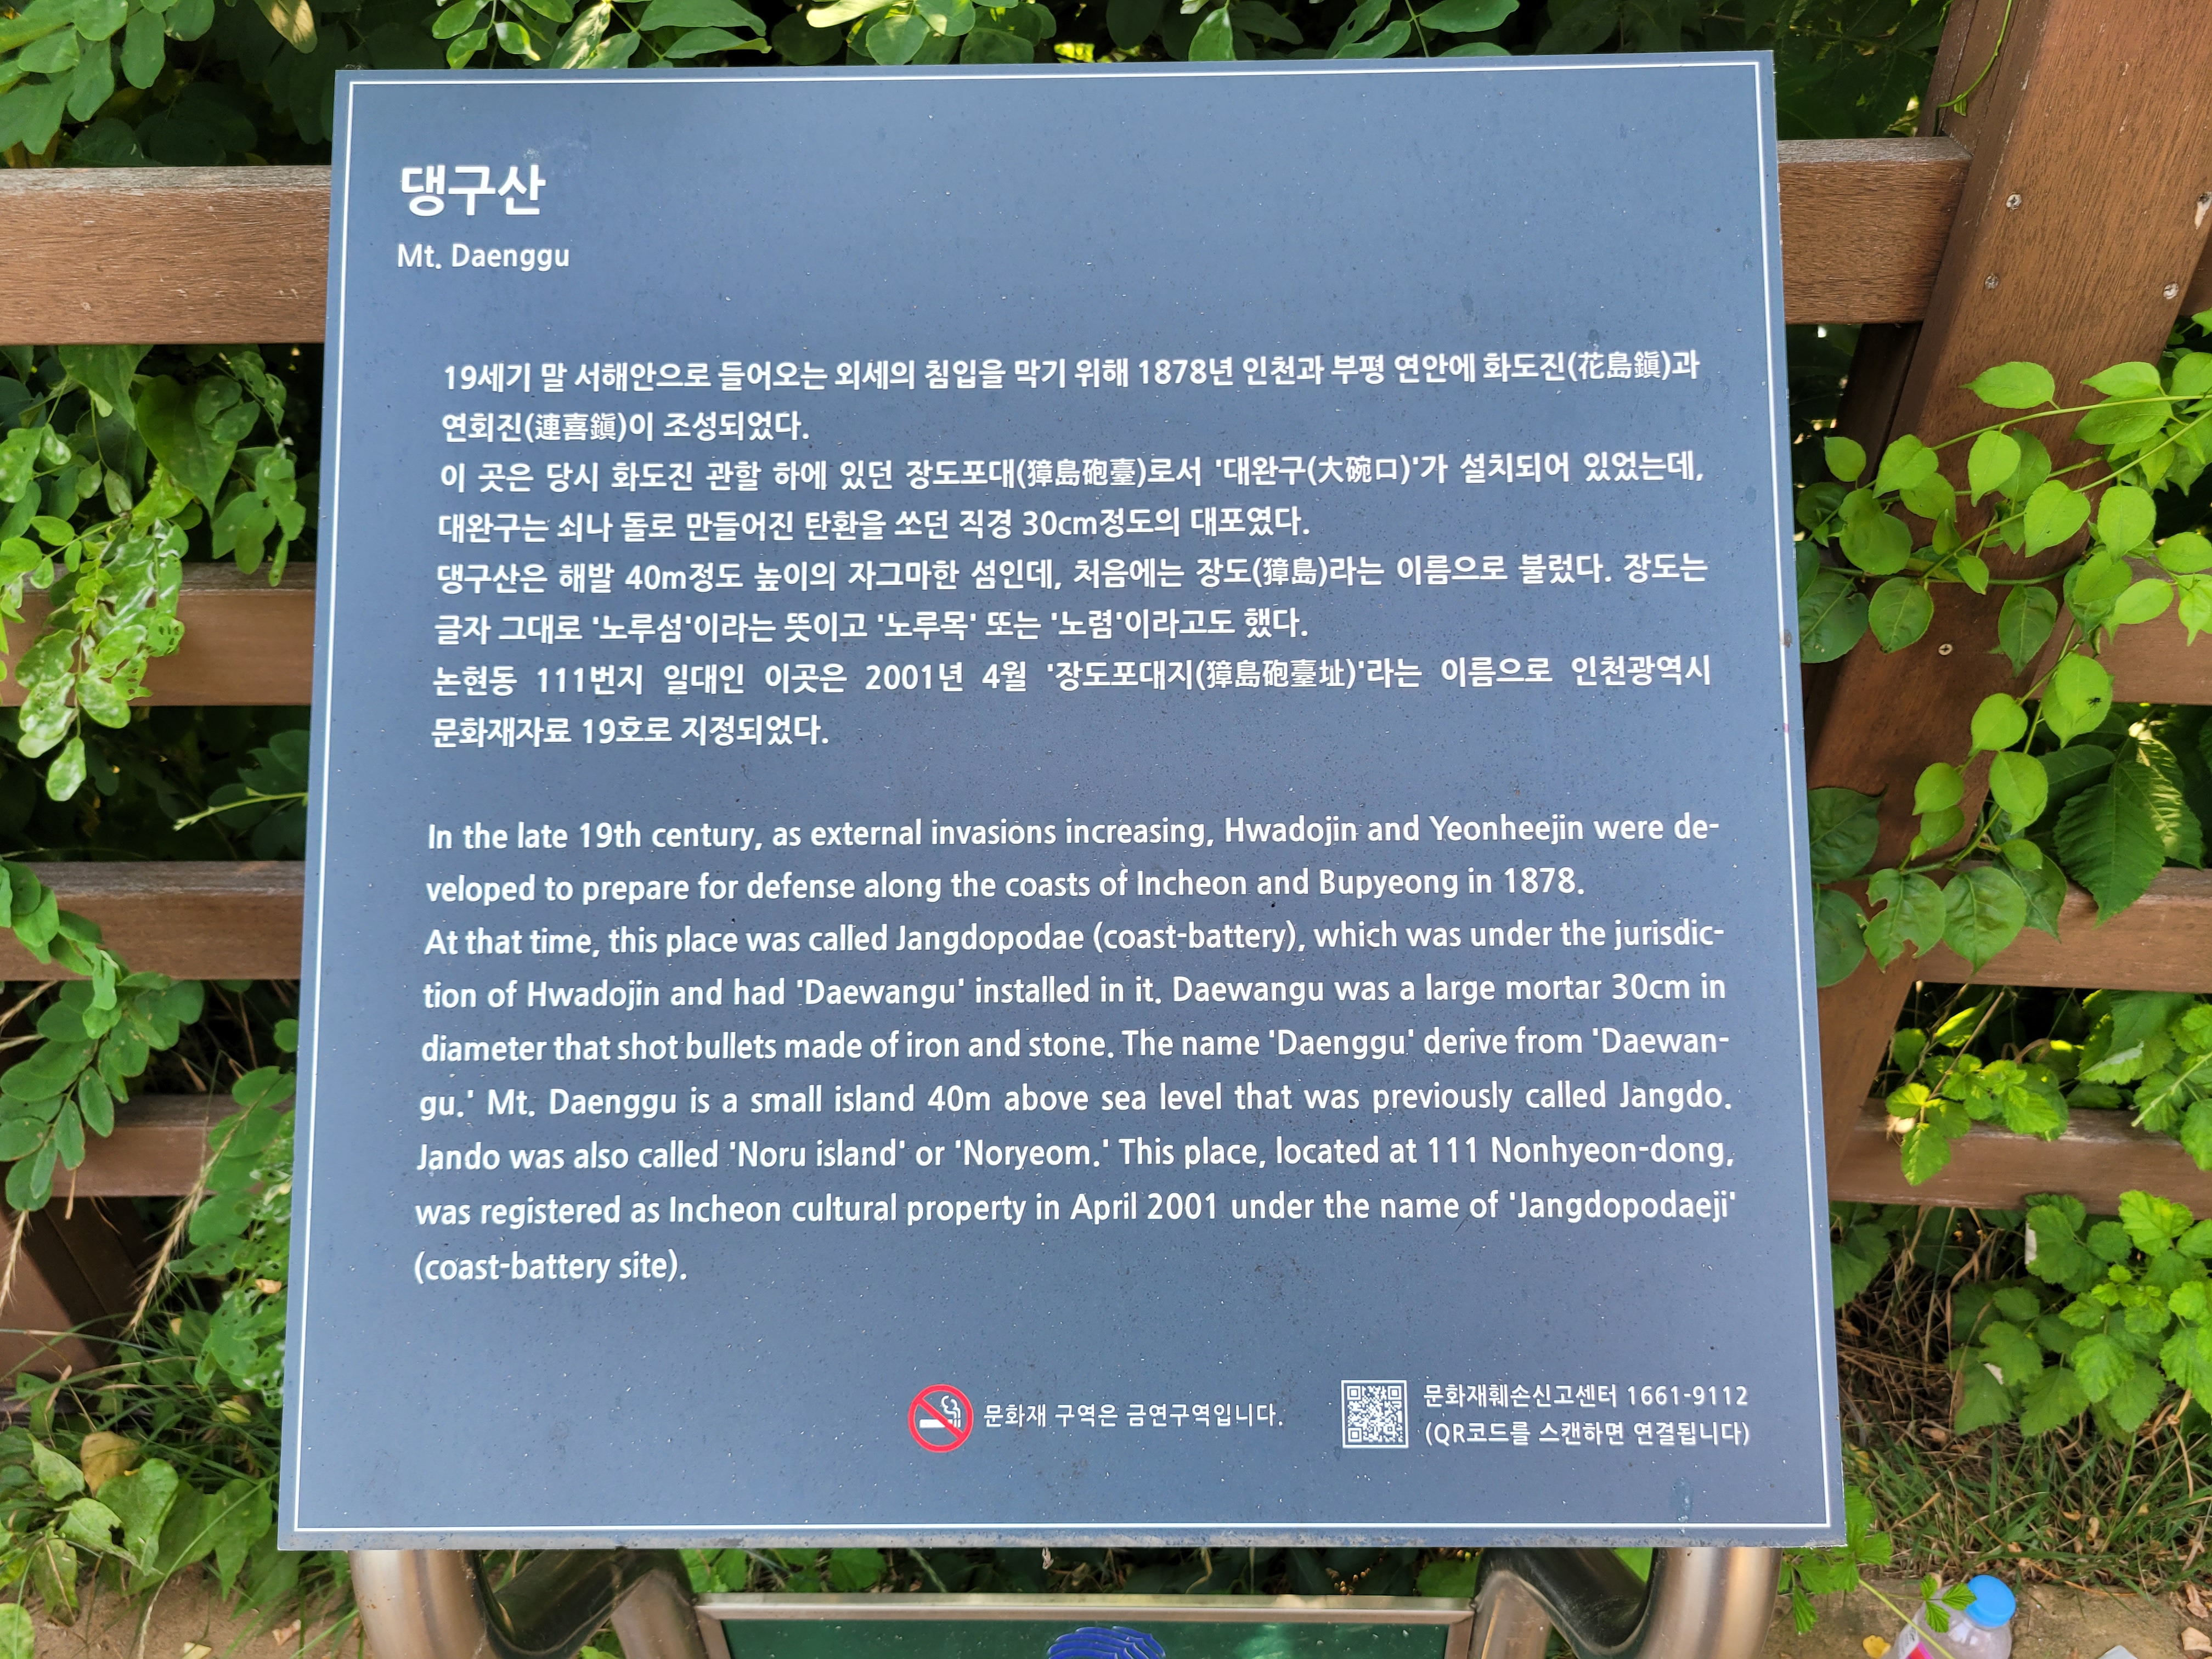 댕구산
Mt. Daenggu
19세기 말 서해안으로 들어오는 외세의 침입을 막기 위해 1878년 인천과 부평 연안에 화도진(花島鎭)과
연회진(連喜鎭)이 조성되었다.
이 곳은 당시 화도진 관할 하에 있던 장도포대(獐島砲臺)로서 '대완구(大碗口)'가 설치되어 있었는데,
대완구는 쇠나 돌로 만들어진 탄환을 쏘던 직경 30cm정도의 대포였다.
댕구산은 해발 40m정도 높이의 자그마한 섬인데, 처음에는 장도(獐島)라는 이름으로 불렀다. 장도는
글자 그대로 '노루섬'이라는 뜻이고 '노루목' 또는 '노렴'이라고도 했다.
논현동 111번지 일대인 이곳은 2001년 4월 '장도포대지(獐島砲臺址)'라는 이름으로 인천광역시
문화재자료 19호로 지정되었다.
In the late 19th century, as external invasions increasing, Hwadojin and Yeonheejin were de-
veloped to prepare for defense along the coasts of Incheon and Bupyeong in 1878.
At that time, this place was called Jangdopodae (coast-battery), which was under the jurisdic-
tion of Hwadojin and had 'Daewangu' installed in it. Daewangu was a large mortar 30cm in
diameter that shot bullets made of iron and stone. The name 'Daenggu' derive from 'Daewan-
gu.' Mt. Daenggu is a small island 40m above sea level that was previously called Jangdo.
Jando was also called 'Noru island' or 'Noryeom.' This place, located at 111 Nonhyeon-dong,
was registered as Incheon cultural property in April 2001 under the name of 'Jangdopodaeji'
(coast-battery site).
문화재 구역은 금연구역입니다.
문화재훼손신고센터 1661-9112
(QR코드를 스캔하면 연결됩니다)